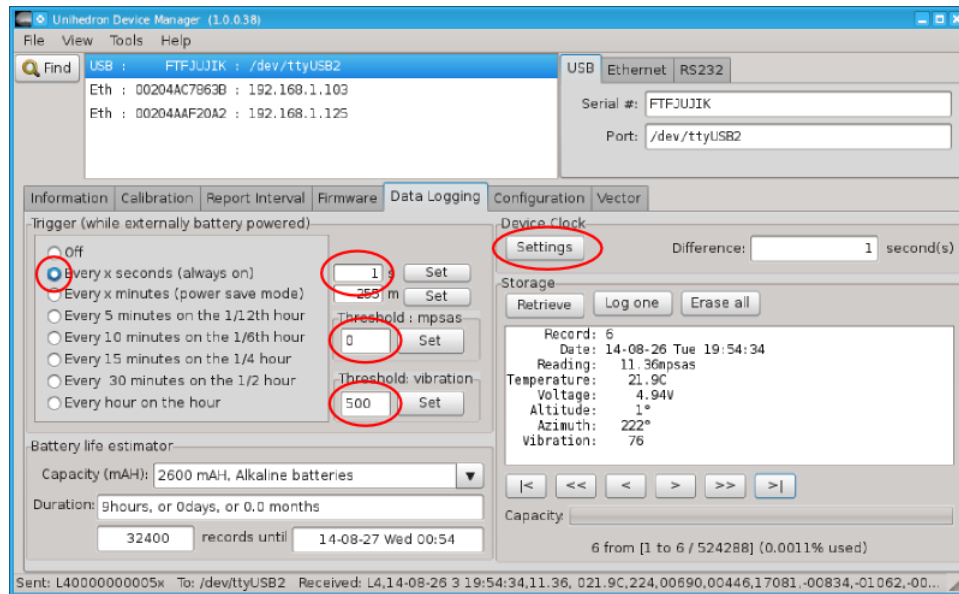 Unihedron Device Manager (1.0.0.38)
File View Tools Help
Find
USB : FTFJUJIK : /dev/ttyUSB2
Eth : 00204AC7863B : 192.168.1.103
Eth : 00204AAF20A2 : 192.168.1.125
USB Ethernet RS232
Serial #: FTFJUJIK
Port: /dev/ttyUSB2
Information Calibration Report Interval Firmware Data Logging Configuration Vector
Trigger (while externally battery powered)
Off
Every x seconds (always on) 1 s Set
Every x minutes (power save mode) 255 m Set
Every 5 minutes on the 1/12th hour
Every 10 minutes on the 1/6th hour
Every 15 minutes on the 1/4 hour
Every 30 minutes on the 1/2 hour
Every hour on the hour
Threshold : mpsas
0 Set
Threshold: vibration
500 Set
Battery life estimator
Capacity (mAH): 2600 mAH, Alkaline batteries
Duration: 9hours, or 0days, or 0.0 months
32400 records until 14-08-27 Wed 00:54
Device Clock
Settings Difference: 1 second(s)
Storage
Retrieve Log one Erase all
Record: 6
Date: 14-08-26 Tue 19:54:34
Reading: 11.36mpsas
Temperature: 21.9C
Voltage: 4.94V
Altitude: 1°
Azimuth: 222°
Vibration: 76
|< << < > >> >|
Capacity:
6 from [1 to 6 / 524288] (0.0011% used)
Sent: L40000000005x To: /dev/ttyUSB2 Received: L4,14-08-26 3 19:54:34,11.36, 021.9C,224,00690,00446,17081,-00834,-01062,-00...